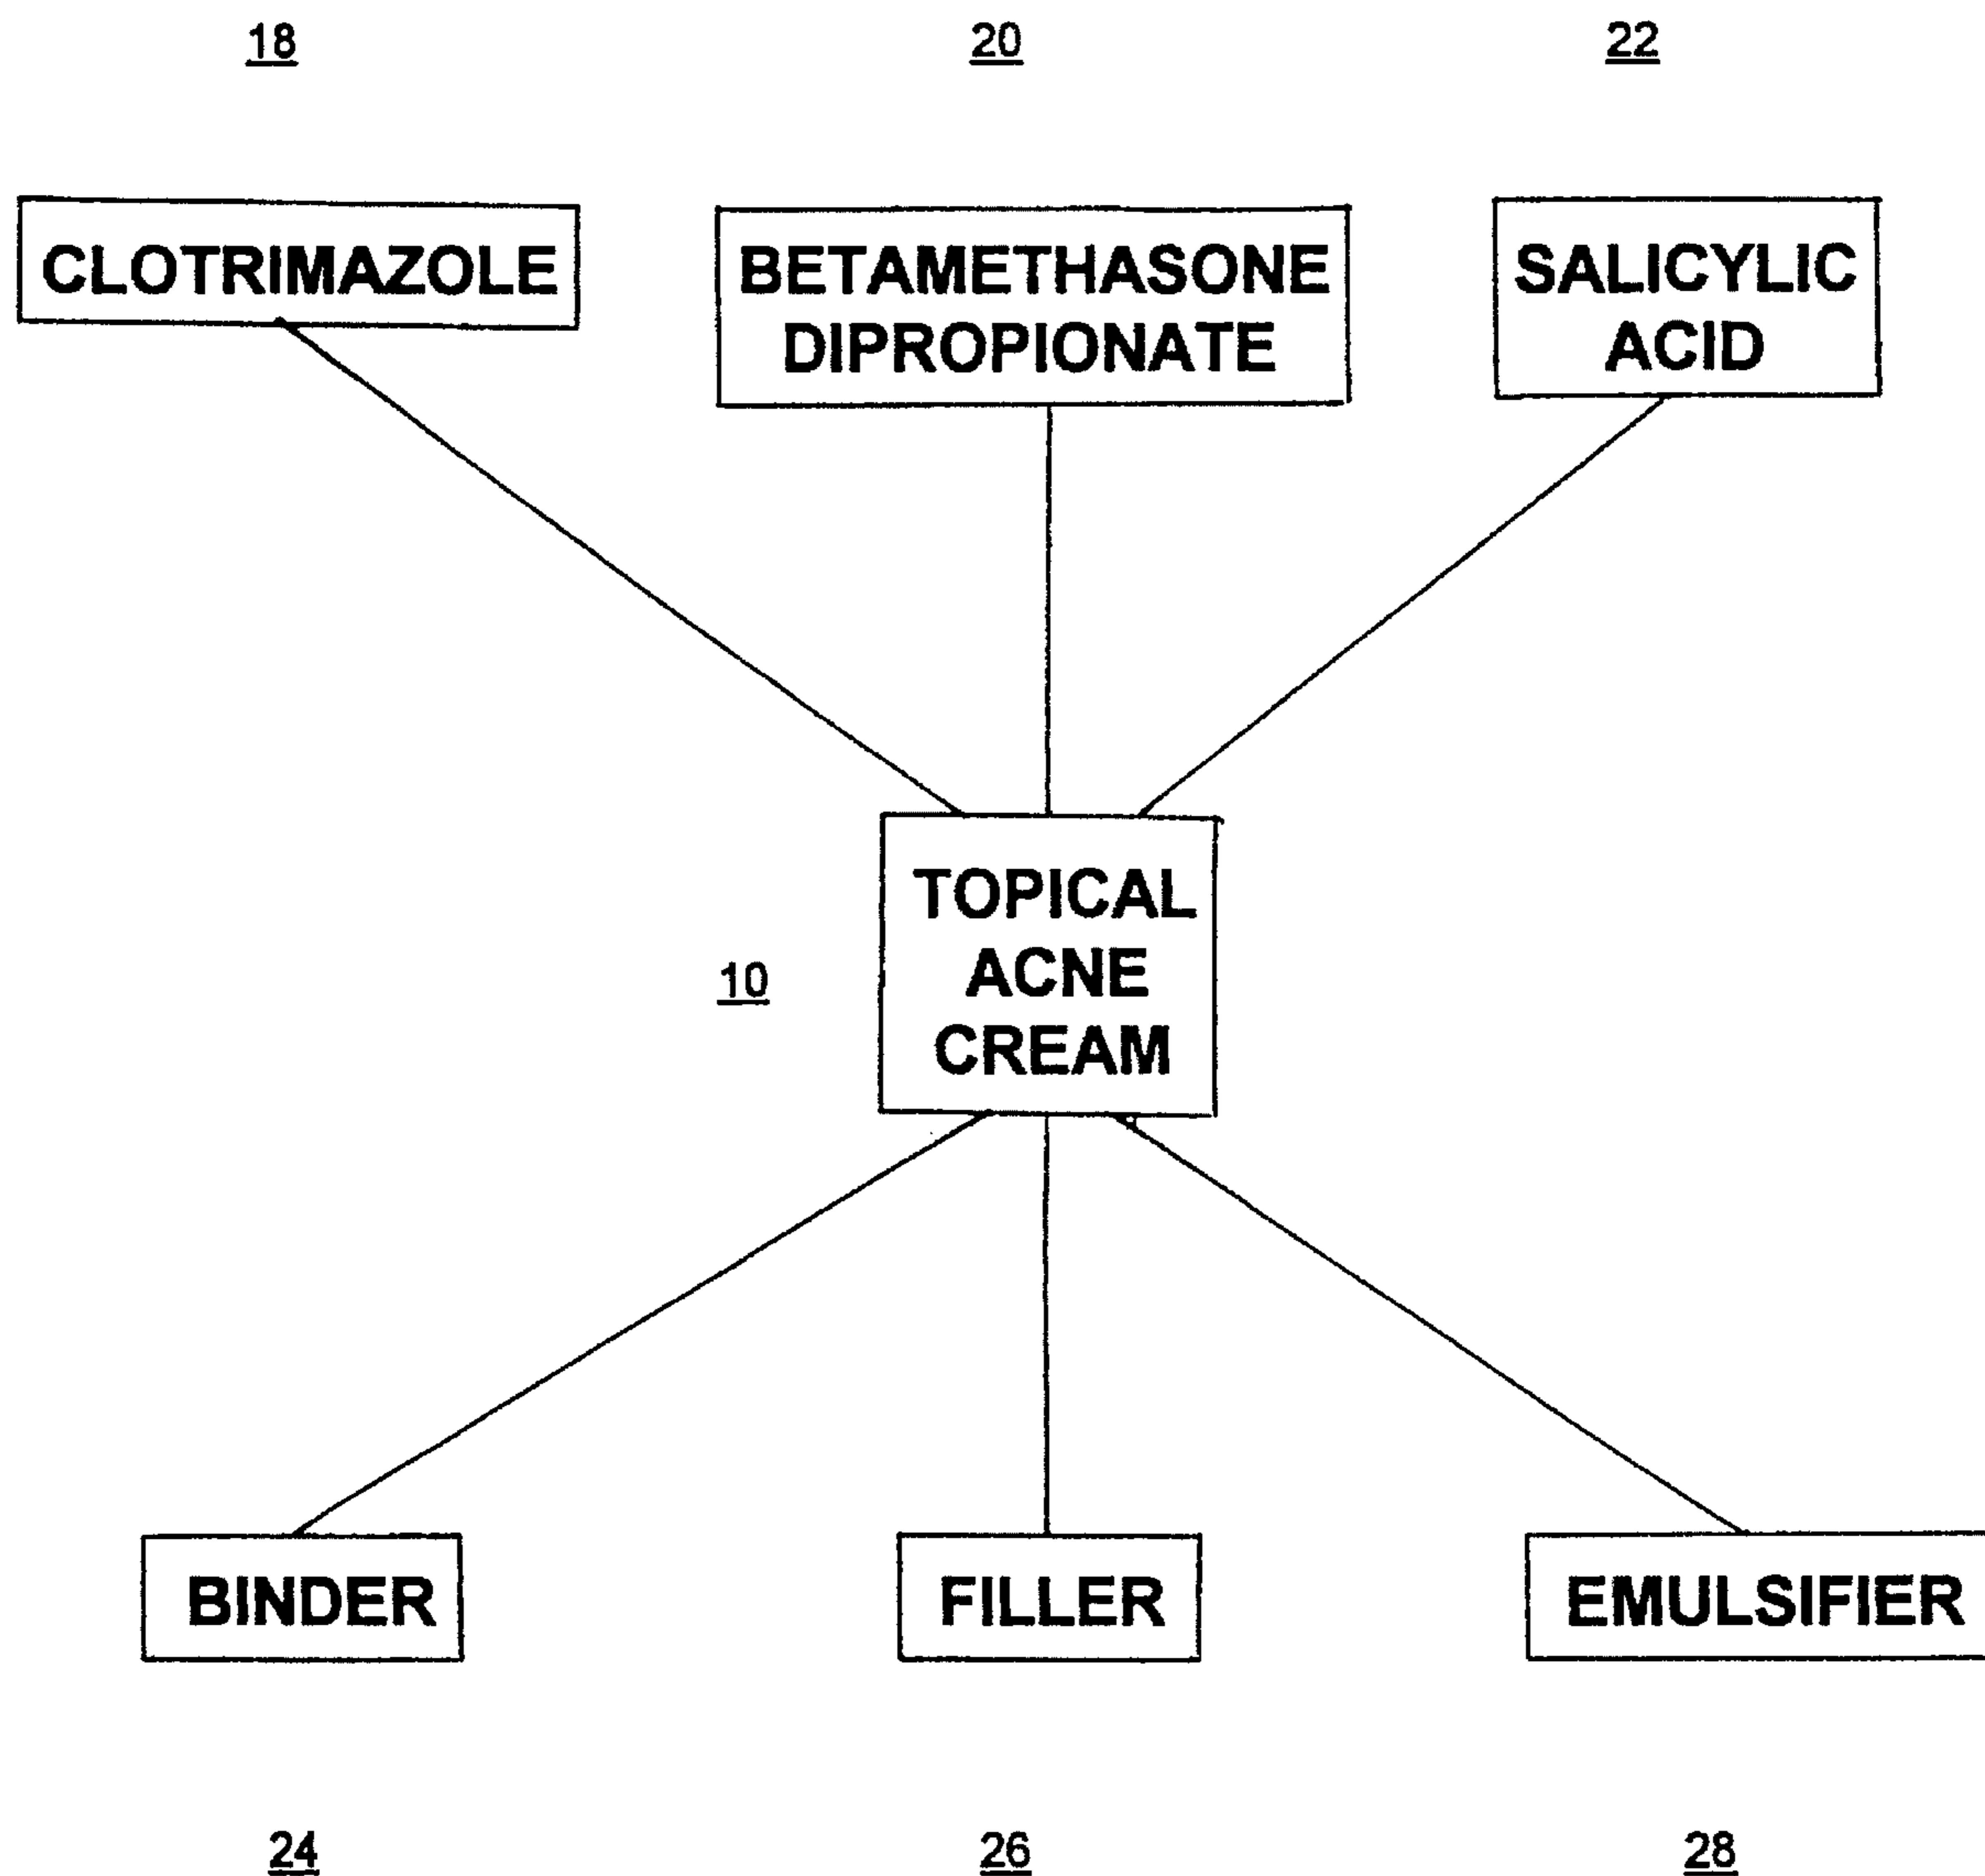 18
20
22
CLOTRIMAZOLE
BETAMETHASONE
DIPROPIONATE
SALICYLIC
ACID
10
TOPICAL
ACNE
CREAM
BINDER
FILLER
EMULSIFIER
24
26
28